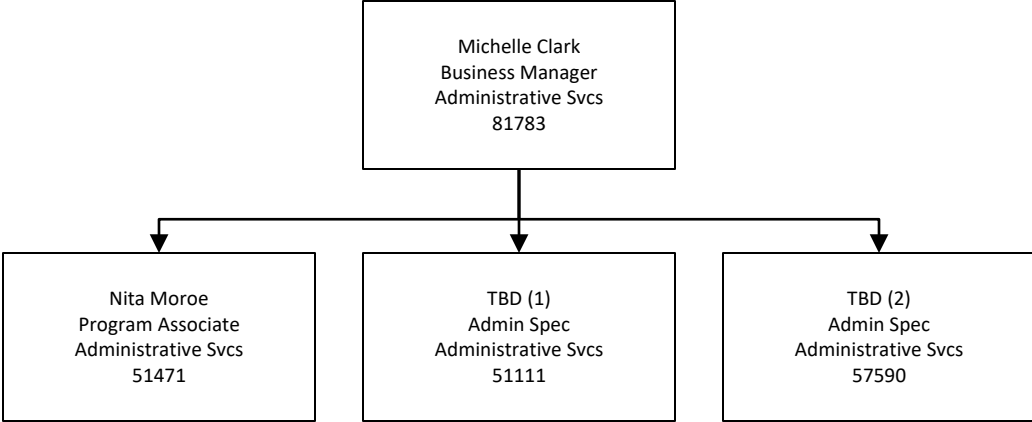 Michelle Clark
Business Manager
Administrative Svcs
81783
Nita Moroe
Program Associate
Administrative Svcs
51471
TBD (1)
Admin Spec
Administrative Svcs
51111
TBD (2)
Admin Spec
Administrative Svcs
57590